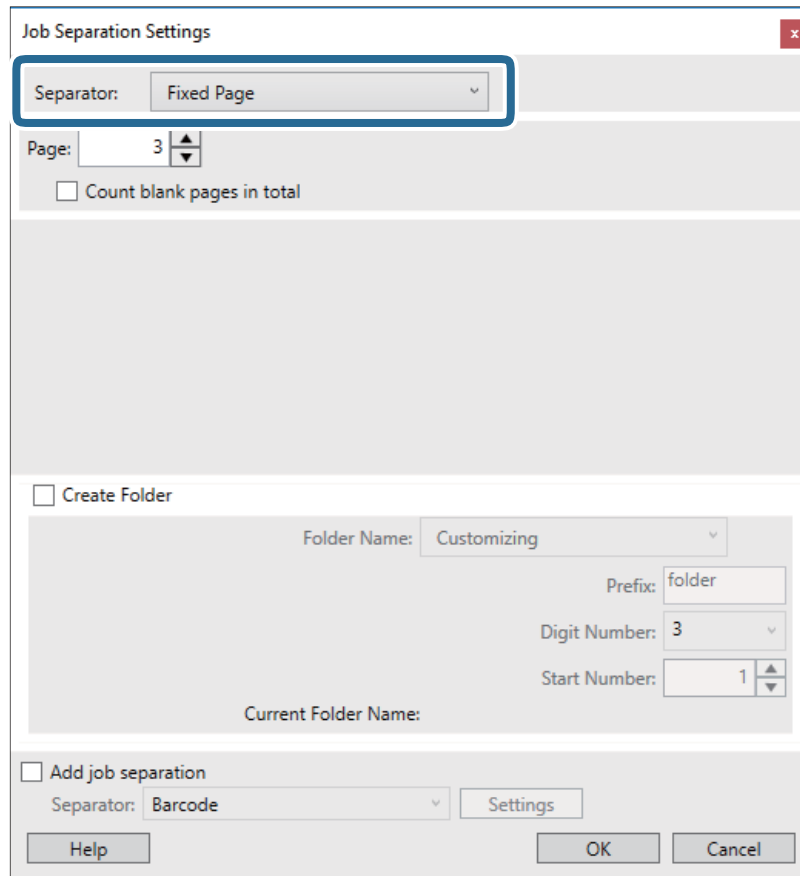 Job Separation Settings
x
Separator: Fixed Page
Page: 3
Count blank pages in total
Create Folder
Folder Name: Customizing
Prefix: folder
Digit Number: 3
Start Number: 1
Current Folder Name:
Add job separation
Separator: Barcode Settings
Help OK Cancel